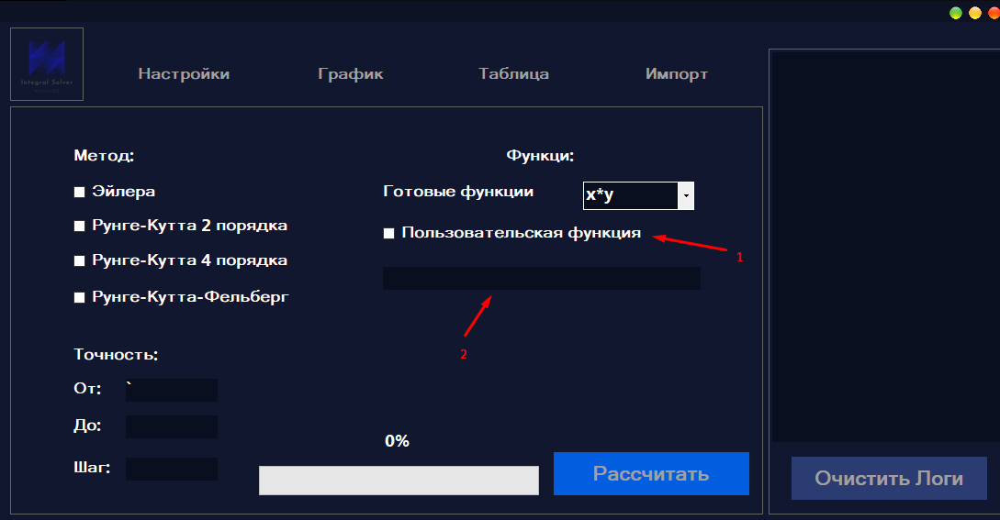 Integral Solver
Настройки
График
Таблица
Импорт
Метод:
Эйлера
Рунге-Кутта 2 порядка
Рунге-Кутта 4 порядка
Рунге-Кутта-Фельберг
Функци:
Готовые функции
x*y
Пользовательская функция
1
2
Точность:
От: `
До:
Шаг:
0%
Рассчитать
Очистить Логи